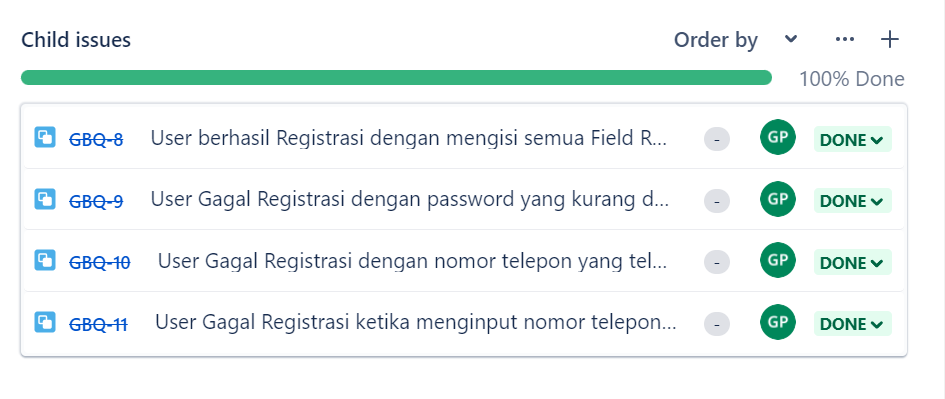 Child issues Order by
100% Done
GBQ-8 User berhasil Registrasi dengan mengisi semua Field R... - GP DONE
GBQ-9 User Gagal Registrasi dengan password yang kurang d... - GP DONE
GBQ-10 User Gagal Registrasi dengan nomor telepon yang tel... - GP DONE
GBQ-11 User Gagal Registrasi ketika menginput nomor telepon... - GP DONE